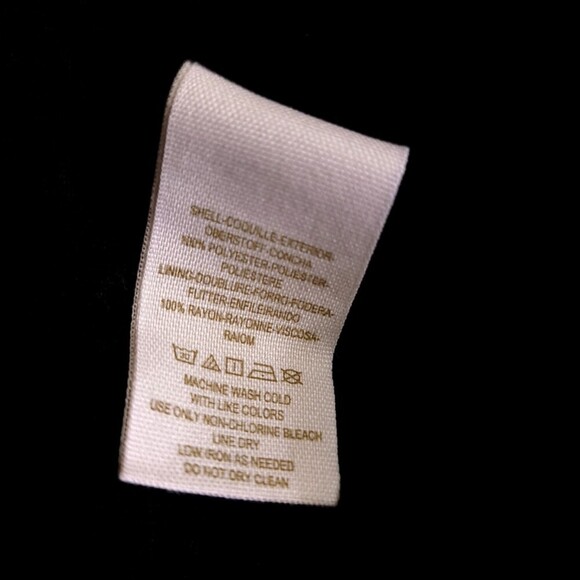 SHELL-COQUILLE-EXTERIOR-
OBERSTOFF-CONCHA
100% POLYESTER-POLIESTER-
POLIESTERE
LINING-DOUBLURE-FORRO-FODERA-
FUTTER-ENFILEIRANDO
100% RAYON-RAYONNE-VISCOSA-
RAIOM
MACHINE WASH COLD
WITH LIKE COLORS
USE ONLY NON-CHLORINE BLEACH
LINE DRY
LOW IRON AS NEEDED
DO NOT DRY CLEAN